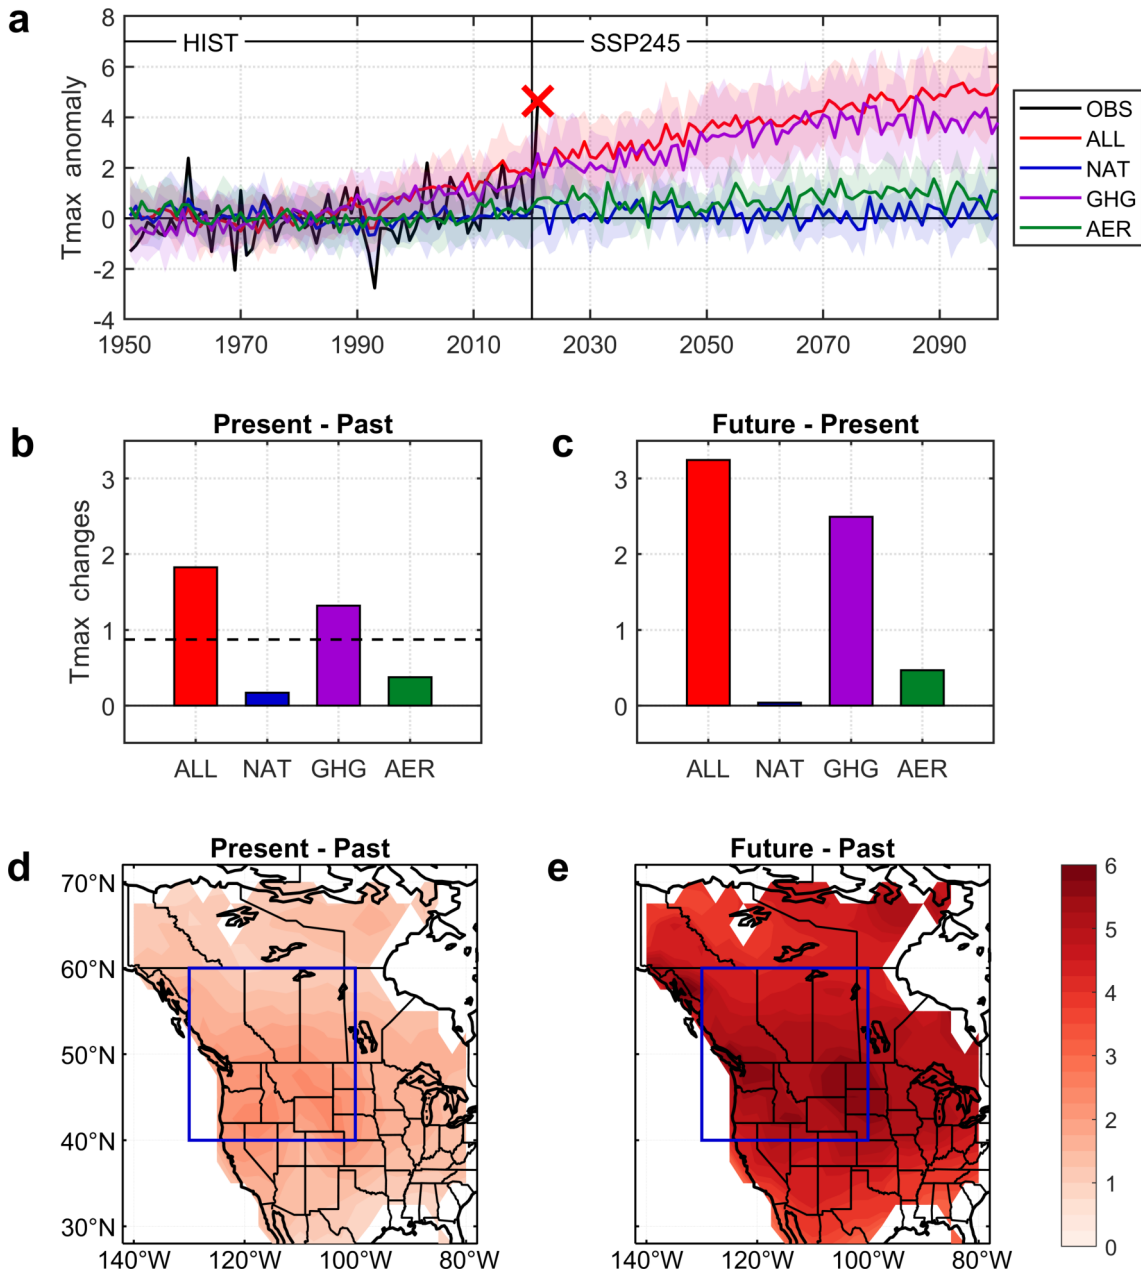 a
8
6
4
2
0
-2
-4
Tmax anomaly
HIST
SSP245
1950 1970 1990 2010 2030 2050 2070 2090
OBS
ALL
NAT
GHG
AER
b
Present - Past
3
2
1
0
Tmax changes
ALL NAT GHG AER
c
Future - Present
3
2
1
0
ALL NAT GHG AER
d
Present - Past
70°N
60°N
50°N
40°N
30°N
140°W 120°W 100°W 80°W
e
Future - Past
140°W 120°W 100°W 80°W
6
5
4
3
2
1
0